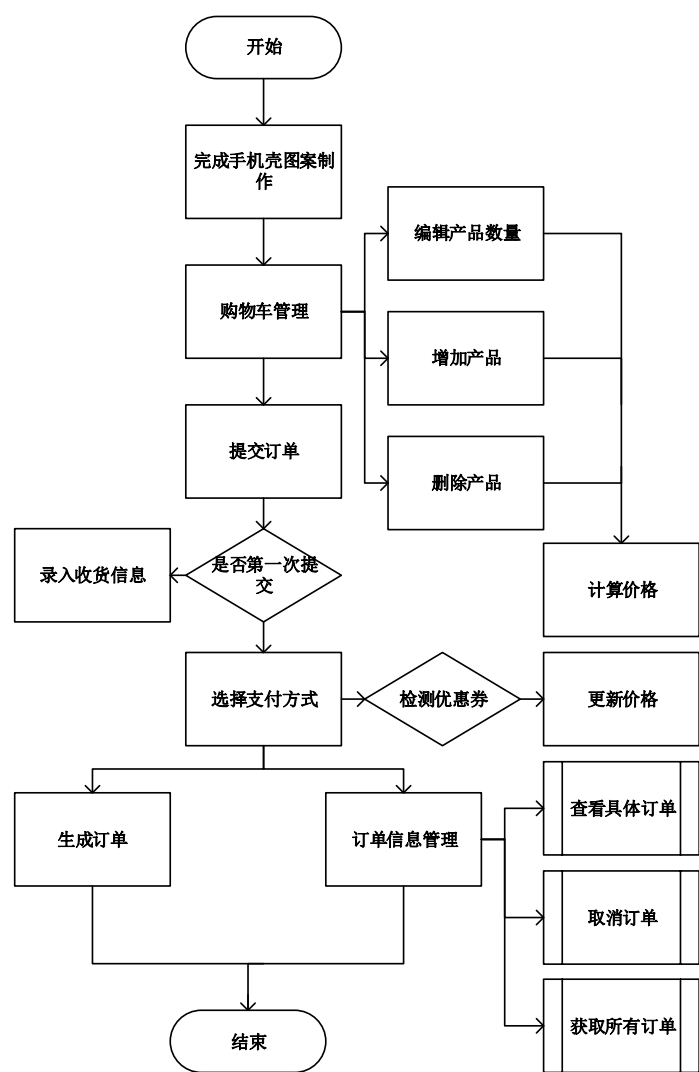 开始
完成手机壳图案制
作
编辑产品数量
购物车管理
增加产品
提交订单
删除产品
是否第一次提
交
录入收货信息
计算价格
选择支付方式
检测优惠券
更新价格
生成订单
订单信息管理
查看具体订单
取消订单
获取所有订单
结束